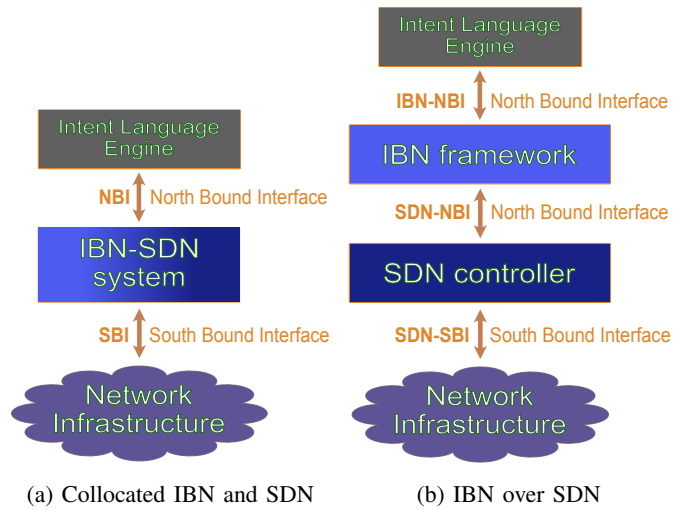 Intent Language
Engine
NBI North Bound Interface
IBN-SDN
system
SBI South Bound Interface
Network
Infrastructure
(a) Collocated IBN and SDN
Intent Language
Engine
IBN-NBI North Bound Interface
IBN framework
SDN-NBI North Bound Interface
SDN controller
SDN-SBI South Bound Interface
Network
Infrastructure
(b) IBN over SDN